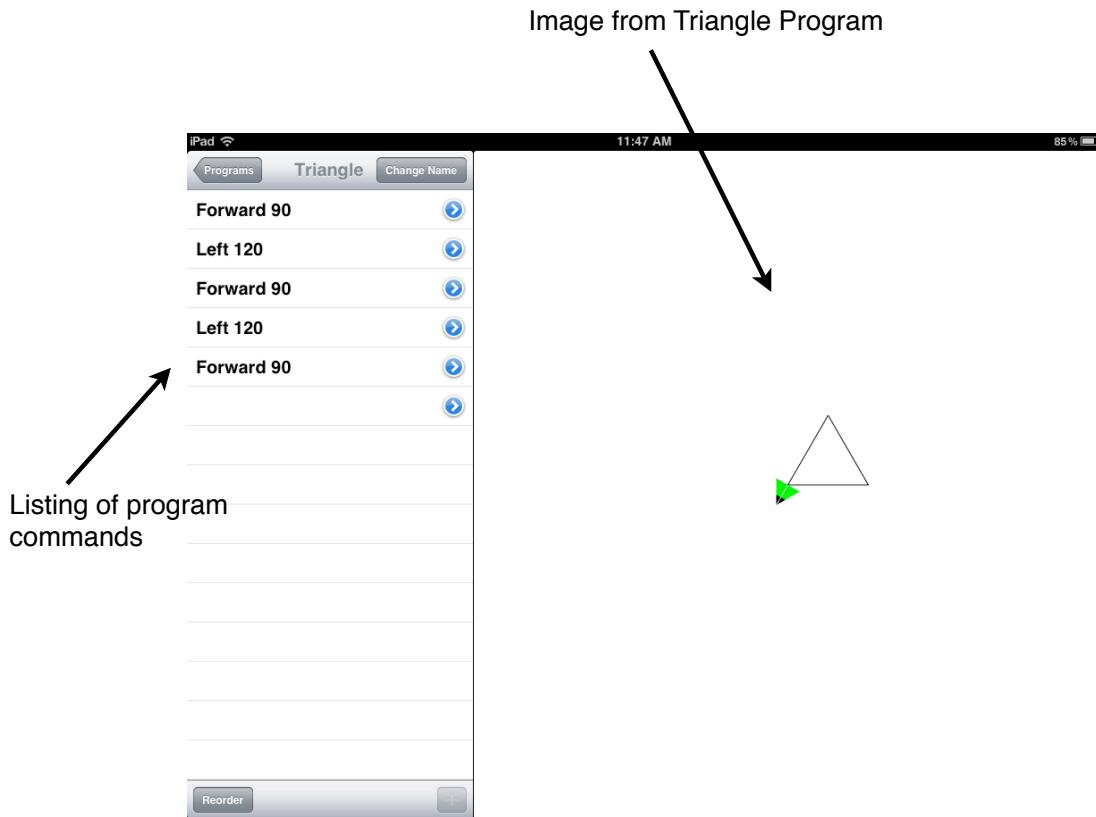 Image from Triangle Program
iPad 11:47 AM 85%
Programs Triangle Change Name
Forward 90
Left 120
Forward 90
Left 120
Forward 90
Listing of program
commands
Reorder +